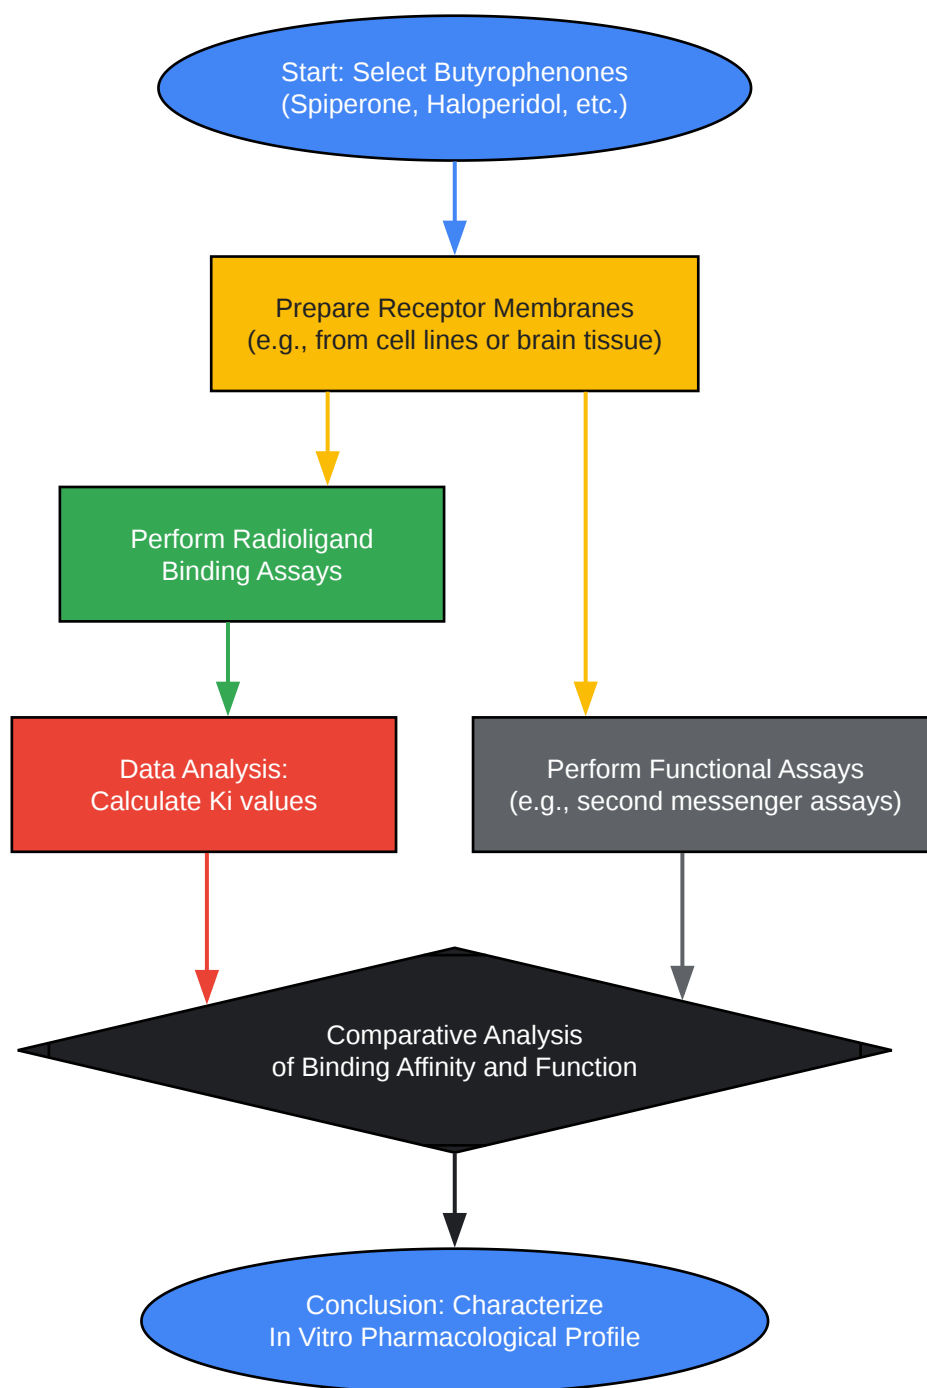 Start: Select Butyrophenones
(Spiperone, Haloperidol, etc.)
Prepare Receptor Membranes
(e.g., from cell lines or brain tissue)
Perform Radioligand
Binding Assays
Data Analysis:
Calculate Ki values
Perform Functional Assays
(e.g., second messenger assays)
Comparative Analysis
of Binding Affinity and Function
Conclusion: Characterize
In Vitro Pharmacological Profile